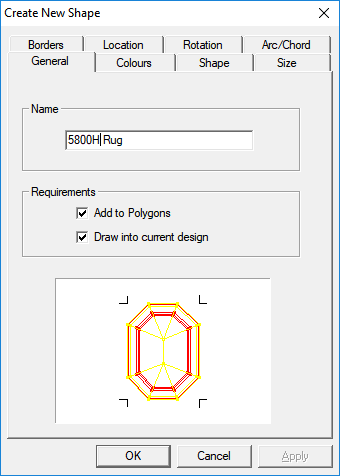 Create New Shape
Borders Location Rotation Arc/Chord
General Colours Shape Size
Name
5800H Rug
Requirements
Add to Polygons
Draw into current design
OK Cancel Apply